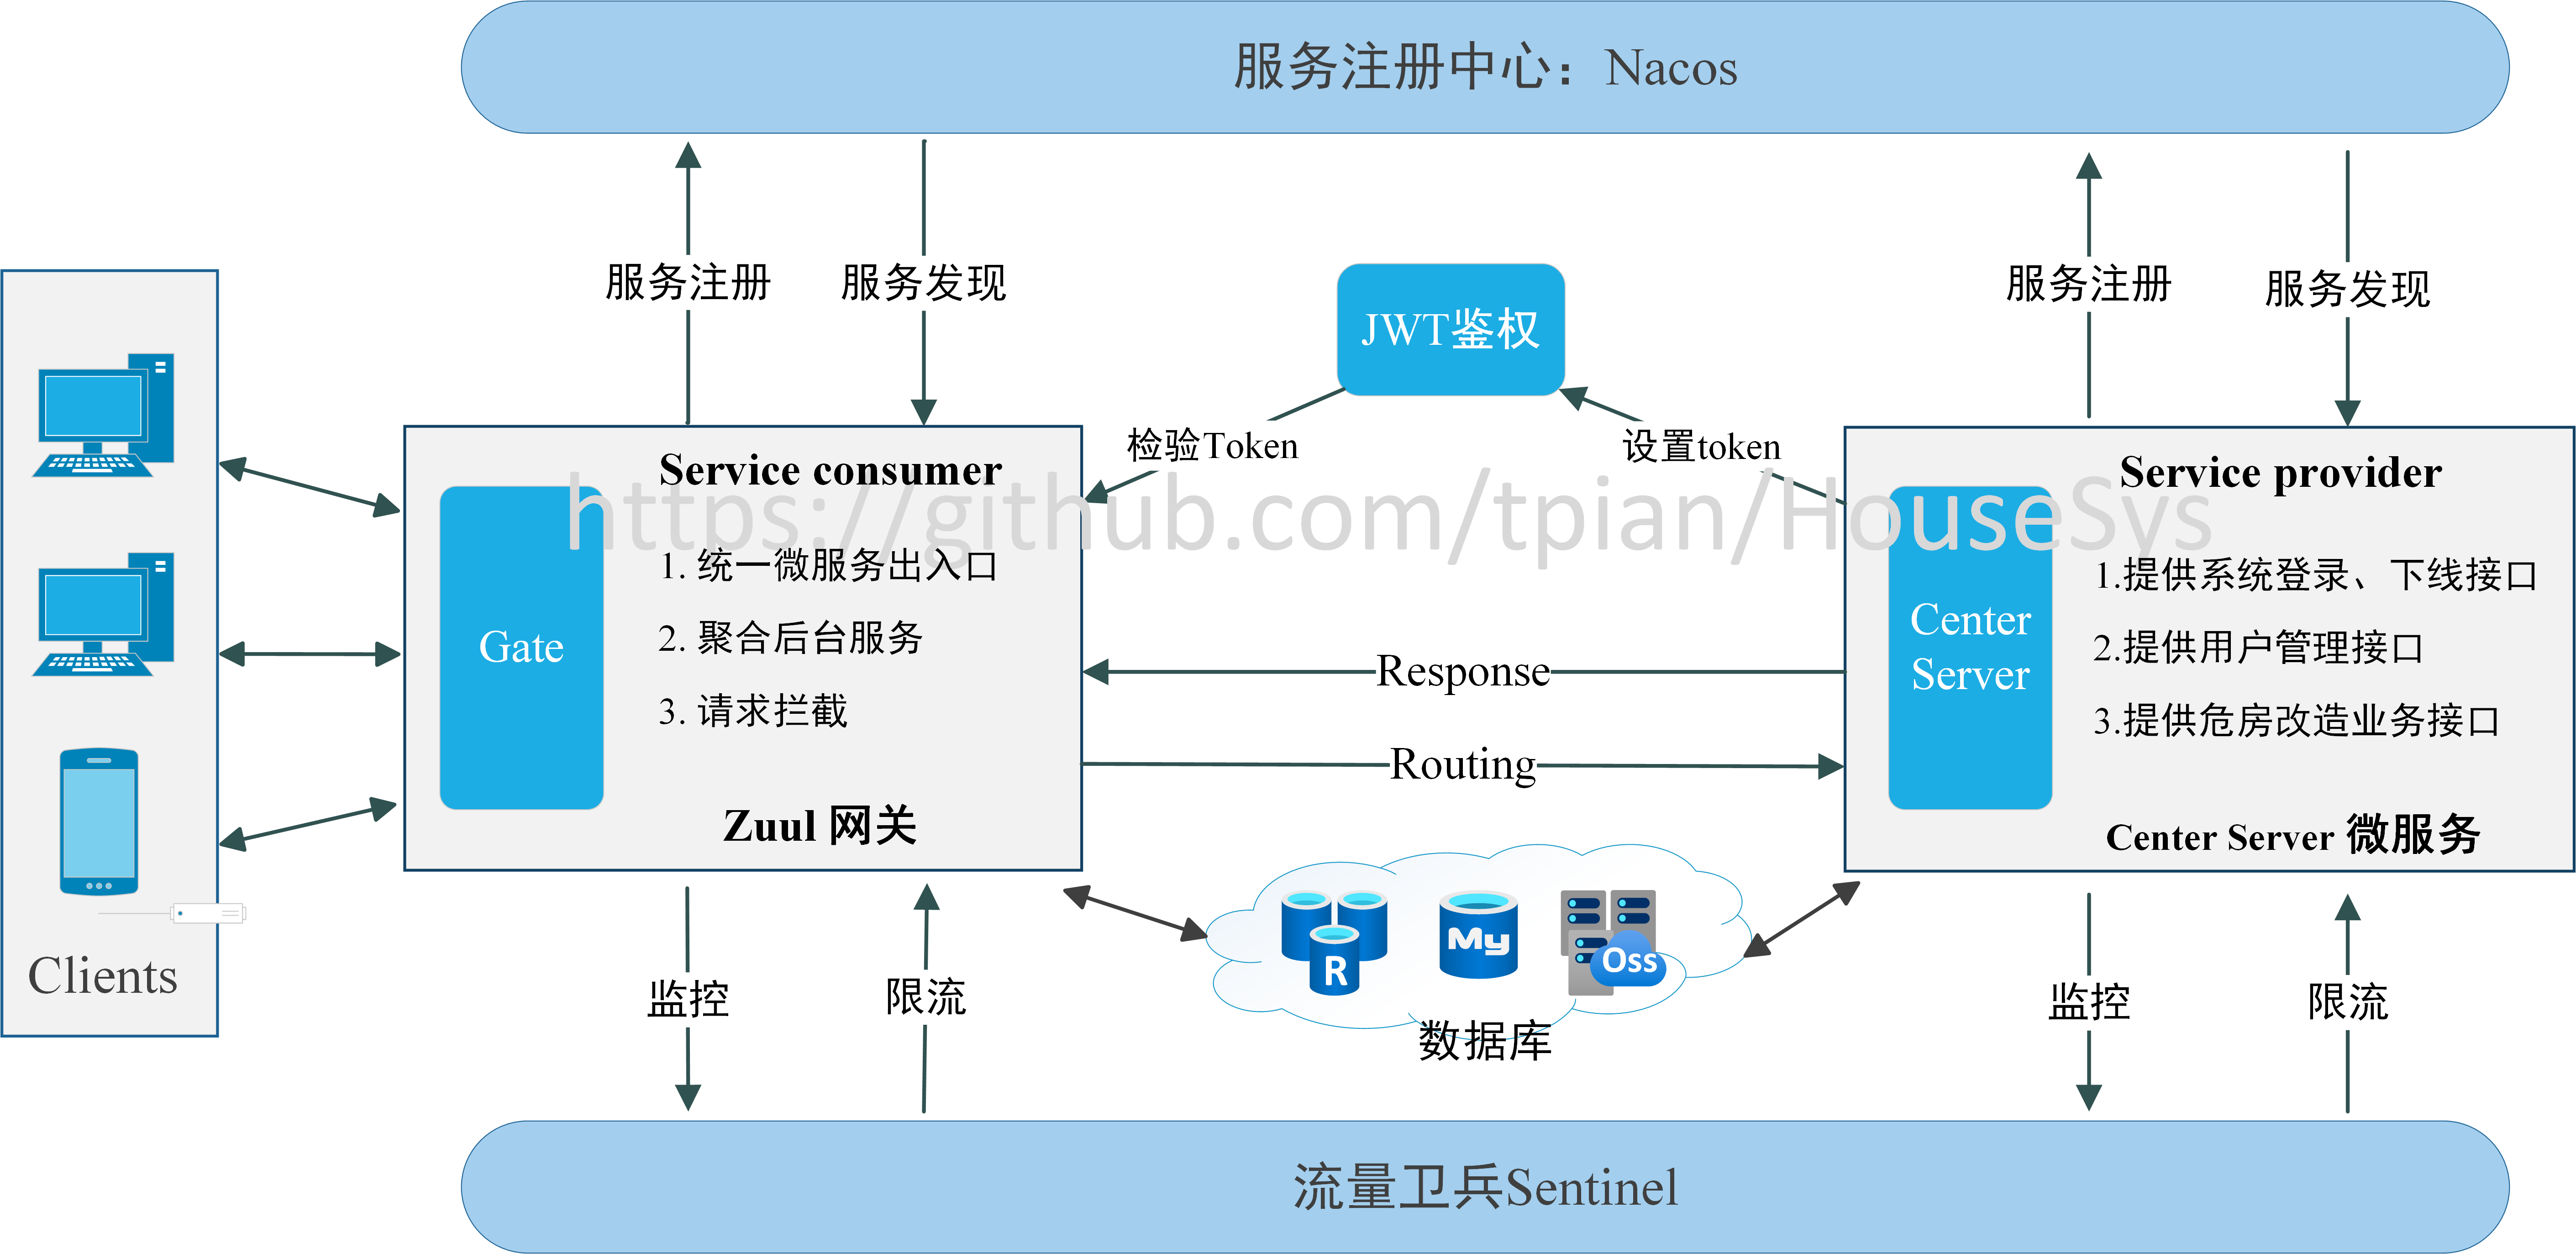 服务注册中心：Nacos
服务注册
服务发现
服务注册
服务发现
JWT鉴权
检验Token
设置token
https://github.com/tpian/HouseSys
Clients
Service consumer
Gate
1. 统一微服务出入口
2. 聚合后台服务
3. 请求拦截
Zuul 网关
Response
Routing
Service provider
Center
Server
1.提供系统登录、下线接口
2.提供用户管理接口
3.提供危房改造业务接口
Center Server 微服务
R
My
Oss
数据库
监控
限流
监控
限流
流量卫兵Sentinel